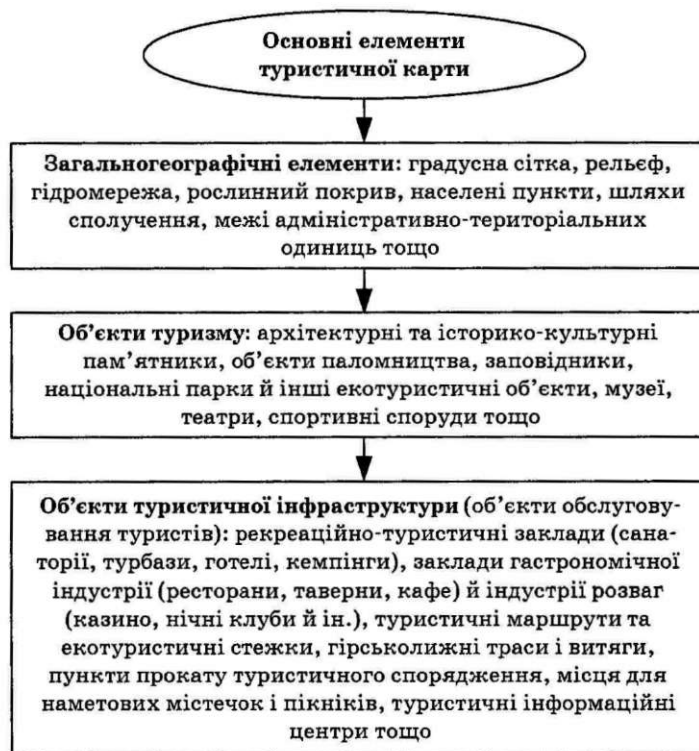 Основні елементи
туристичної карти
Загальногеографічні елементи: градусна сітка, рельєф,
гідромережа, рослинний покрив, населені пункти, шляхи
сполучення, межі адміністративно-територіальних
одиниць тощо
Об’єкти туризму: архітектурні та історико-культурні
пам’ятники, об’єкти паломництва, заповідники,
національні парки й інші екотуристичні об’єкти, музеї,
театри, спортивні споруди тощо
Об’єкти туристичної інфраструктури (об’єкти обслугову-
вання туристів): рекреаційно-туристичні заклади (сана-
торії, турбази, готелі, кемпінги), заклади гастрономічної
індустрії (ресторани, таверни, кафе) й індустрії розваг
(казино, нічні клуби й ін.), туристичні маршрути та
екотуристичні стежки, гірськолижні траси і витяги,
пункти прокату туристичного спорядження, місця для
наметових містечок і пікніків, туристичні інформаційні
центри тощо